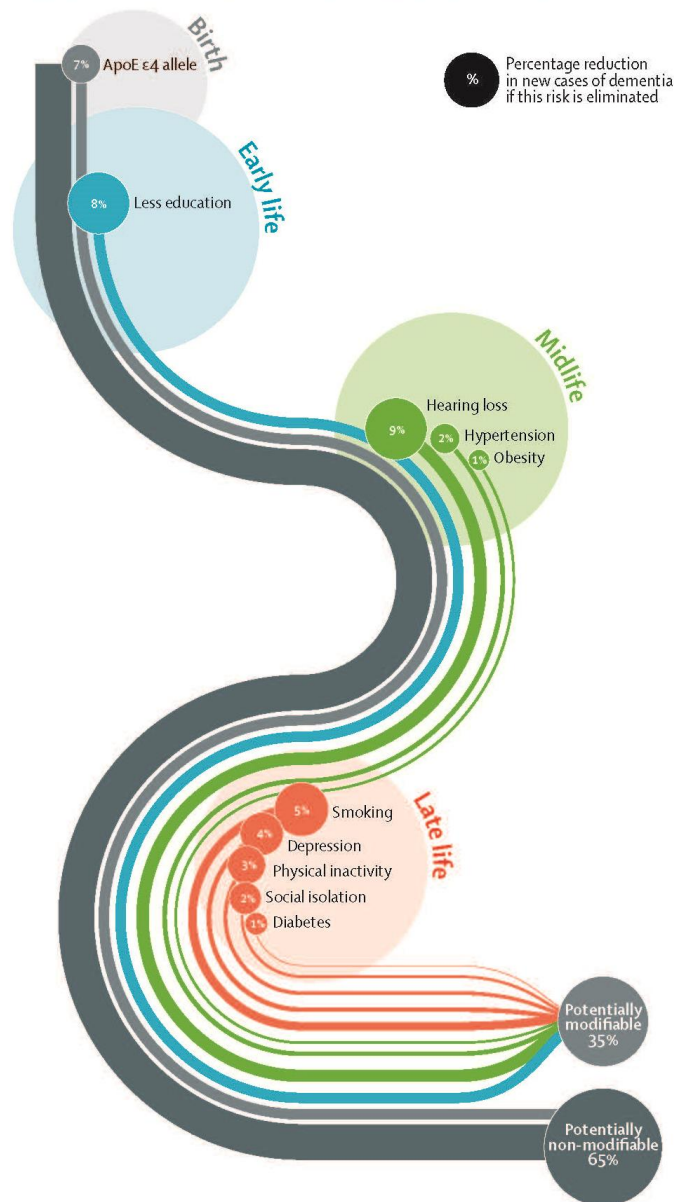 Birth
7%
ApoE ε4 allele
%
Percentage reduction
in new cases of dementia
if this risk is eliminated
Early life
8%
Less education
Midlife
Hearing loss
9%
2%
Hypertension
1%
Obesity
Late life
5%
Smoking
4%
Depression
3%
Physical inactivity
2%
Social isolation
1%
Diabetes
Potentially
modifiable
35%
Potentially
non-modifiable
65%